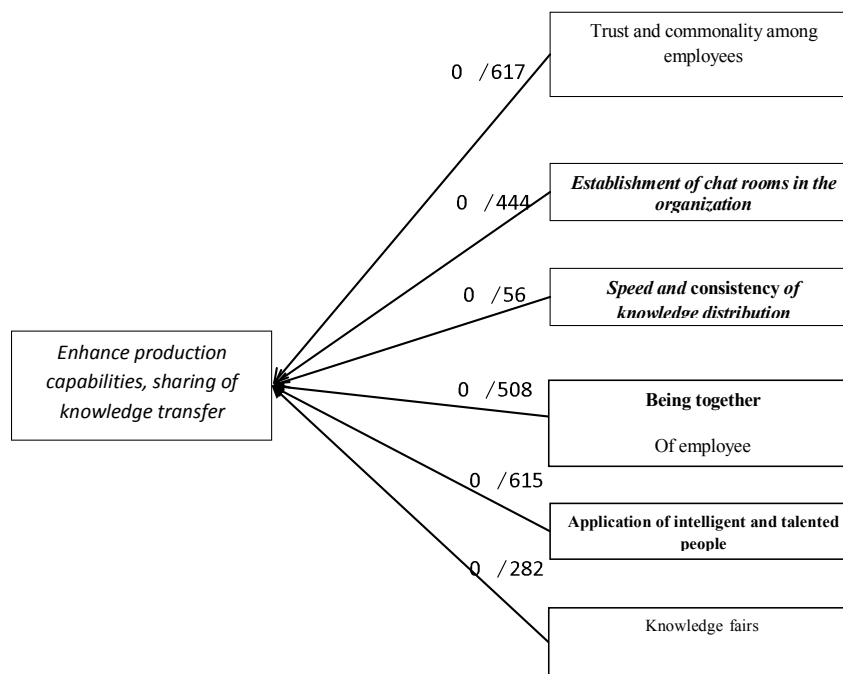 Trust and commonality among
employees
0 /617
Establishment of chat rooms in the
organization
0 /444
Speed and consistency of
knowledge distribution
0 /56
Enhance production
capabilities, sharing of
knowledge transfer
Being together
Of employee
0 /508
Application of intelligent and talented
people
0 /615
Knowledge fairs
0 /282